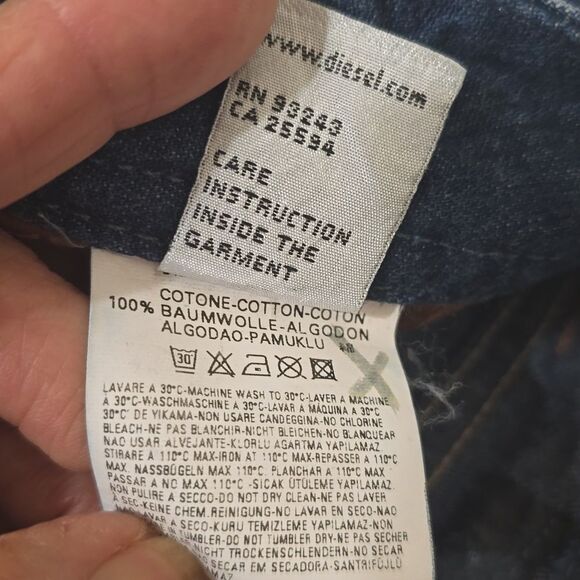 www.diesel.com
RN 93243
CA 25594
CARE
INSTRUCTION
INSIDE THE
GARMENT
COTONE-COTTON-COTON
100% BAUMWOLLE-ALGODON
ALGODAO-PAMUKLU
30°
LAVARE A 30°C-MACHINE WASH TO 30°-LAVER A MACHINE
A 30°C-WASCHMASCHINE A 30°C-LAVAR A MÁQUINA A 30°C
30°C DE YIKAMA-NON USARE CANDEGGINA-NO CHLORINE
BLEACH-NE PAS BLANCHIR-NICHT BLEICHEN-NO BLANQUEAR
NAO USAR ALVEJANTE-KLORLU AGARTMA YAPILAMAZ
STIRARE A 110°C MAX-IRON AT 110°C MAX-REPASSER A 110°C
MAX. NASSBÜGELN MAX 110°C. PLANCHAR A 110°C MAX
PASSAR A NO MAX 110°C -SICAK ÜTÜLEME YAPILAMAZ
NON PULIRE A SECCO-DO NOT DRY CLEAN-NE PAS LAVER
A SEC-KEINE CHEM.REINIGUNG-NO LAVAR EN SECO-NAO
A SECO-KURU TEMIZLEME YAPILAMAZ-NON
IN TUMBLER-DO NOT TUMBLER DRY-NE PAS SECHER
NICHT TROCKENSCHLENDERN-NO SECAR
SECAR EM SECADORA-SANTRIFÜJLÜ
MAZ